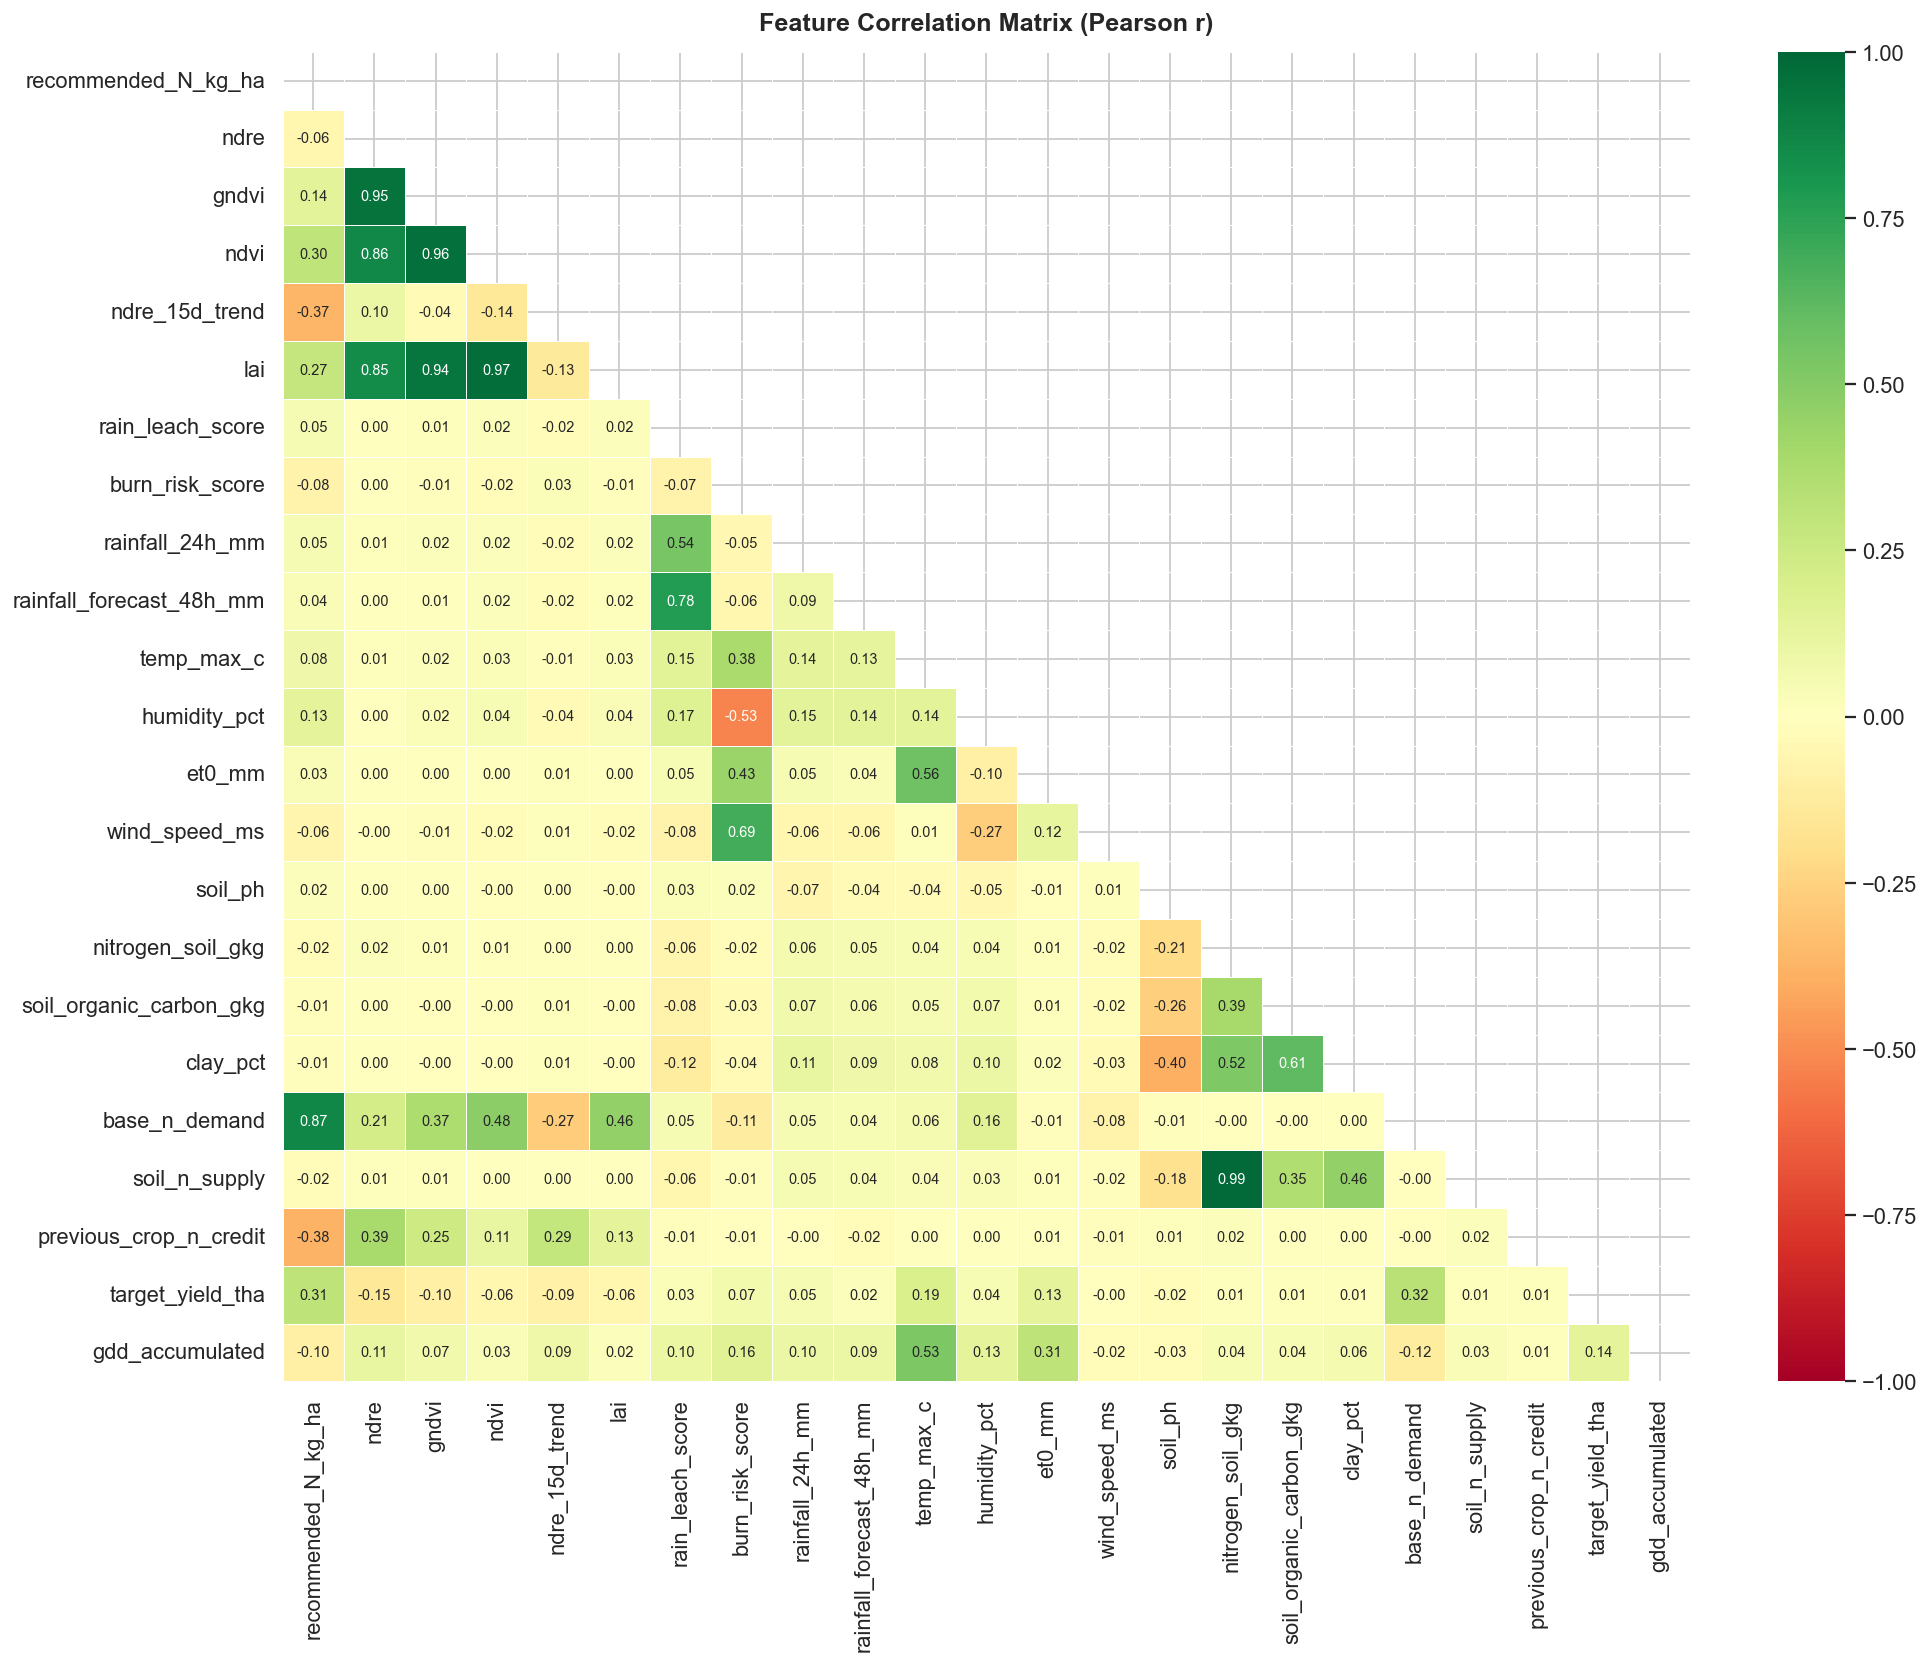 Feature Correlation Matrix (Pearson r)
recommended_N_kg_ha
ndre -0.06
gndvi 0.14 0.95
ndvi 0.30 0.86 0.96
ndre_15d_trend -0.37 0.10 -0.04 -0.14
lai 0.27 0.85 0.94 0.97 -0.13
rain_leach_score 0.05 0.00 0.01 0.02 -0.02 0.02
burn_risk_score -0.08 0.00 -0.01 -0.02 0.03 -0.01 -0.07
rainfall_24h_mm 0.05 0.01 0.02 0.02 -0.02 0.02 0.54 -0.05
rainfall_forecast_48h_mm 0.04 0.00 0.01 0.02 -0.02 0.02 0.78 -0.06 0.09
temp_max_c 0.08 0.01 0.02 0.03 -0.01 0.03 0.15 0.38 0.14 0.13
humidity_pct 0.13 0.00 0.02 0.04 -0.04 0.04 0.17 -0.53 0.15 0.14 0.14
et0_mm 0.03 0.00 0.00 0.00 0.01 0.00 0.05 0.43 0.05 0.04 0.56 -0.10
wind_speed_ms -0.06 -0.00 -0.01 -0.02 0.01 -0.02 -0.08 0.69 -0.06 -0.06 0.01 -0.27 0.12
soil_ph 0.02 0.00 0.00 -0.00 0.00 -0.00 0.03 0.02 -0.07 -0.04 -0.04 -0.05 -0.01 0.01
nitrogen_soil_gkg -0.02 0.02 0.01 0.01 0.00 0.00 -0.06 -0.02 0.06 0.05 0.04 0.04 0.01 -0.02 -0.21
soil_organic_carbon_gkg -0.01 0.00 -0.00 -0.00 0.01 -0.00 -0.08 -0.03 0.07 0.06 0.05 0.07 0.01 -0.02 -0.26 0.39
clay_pct -0.01 0.00 -0.00 -0.00 0.01 -0.00 -0.12 -0.04 0.11 0.09 0.08 0.10 0.02 -0.03 -0.40 0.52 0.61
base_n_demand 0.87 0.21 0.37 0.48 -0.27 0.46 0.05 -0.11 0.05 0.04 0.06 0.16 -0.01 -0.08 -0.01 -0.00 -0.00 0.00
soil_n_supply -0.02 0.01 0.01 0.00 0.00 0.00 -0.06 -0.01 0.05 0.04 0.04 0.03 0.01 -0.02 -0.18 0.99 0.35 0.46 -0.00
previous_crop_n_credit -0.38 0.39 0.25 0.11 0.29 0.13 -0.01 -0.01 -0.00 -0.02 0.00 0.00 0.01 -0.01 0.01 0.02 0.00 0.00 -0.00 0.02
target_yield_tha 0.31 -0.15 -0.10 -0.06 -0.09 -0.06 0.03 0.07 0.05 0.02 0.19 0.04 0.13 -0.00 -0.02 0.01 0.01 0.01 0.32 0.01 0.01
gdd_accumulated -0.10 0.11 0.07 0.03 0.09 0.02 0.10 0.16 0.10 0.09 0.53 0.13 0.31 -0.02 -0.03 0.04 0.04 0.06 -0.12 0.03 0.01 0.14
recommended_N_kg_ha
ndre
gndvi
ndvi
ndre_15d_trend
lai
rain_leach_score
burn_risk_score
rainfall_24h_mm
rainfall_forecast_48h_mm
temp_max_c
humidity_pct
et0_mm
wind_speed_ms
soil_ph
nitrogen_soil_gkg
soil_organic_carbon_gkg
clay_pct
base_n_demand
soil_n_supply
previous_crop_n_credit
target_yield_tha
gdd_accumulated
1.00
0.75
0.50
0.25
0.00
−0.25
−0.50
−0.75
−1.00